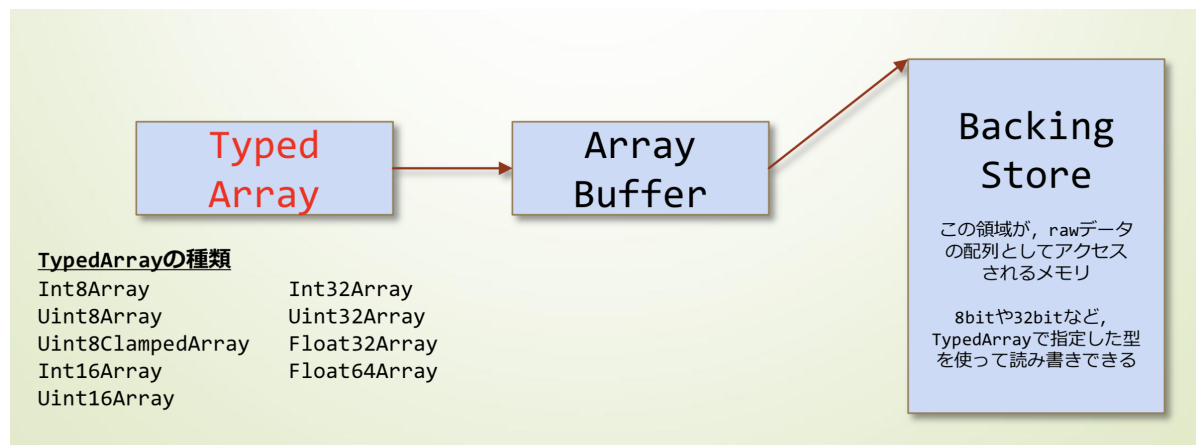 Typed
Array
Array
Buffer
Backing
Store
この領域が, rawデータ
の配列としてアクセス
されるメモリ
8bitや32bitなど,
TypedArrayで指定した型
を使って読み書きできる
TypedArrayの種類
Int8Array
Uint8Array
Uint8ClampedArray
Int16Array
Uint16Array
Int32Array
Uint32Array
Float32Array
Float64Array